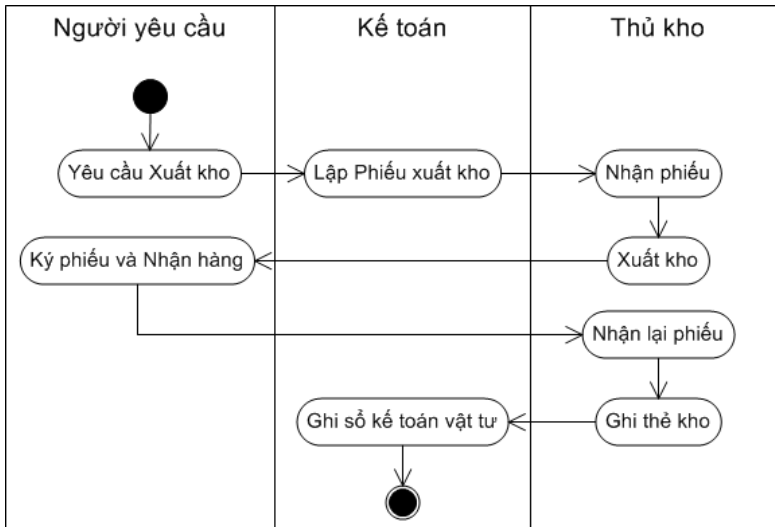 Người yêu cầu
Kế toán
Thủ kho
Yêu cầu Xuất kho
Lập Phiếu xuất kho
Nhận phiếu
Ký phiếu và Nhận hàng
Xuất kho
Nhận lại phiếu
Ghi sổ kế toán vật tư
Ghi thẻ kho